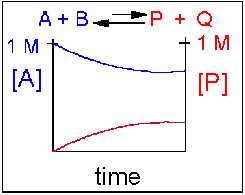 A + B ⇌ P + Q
1 M 1 M
[A] [P]
time